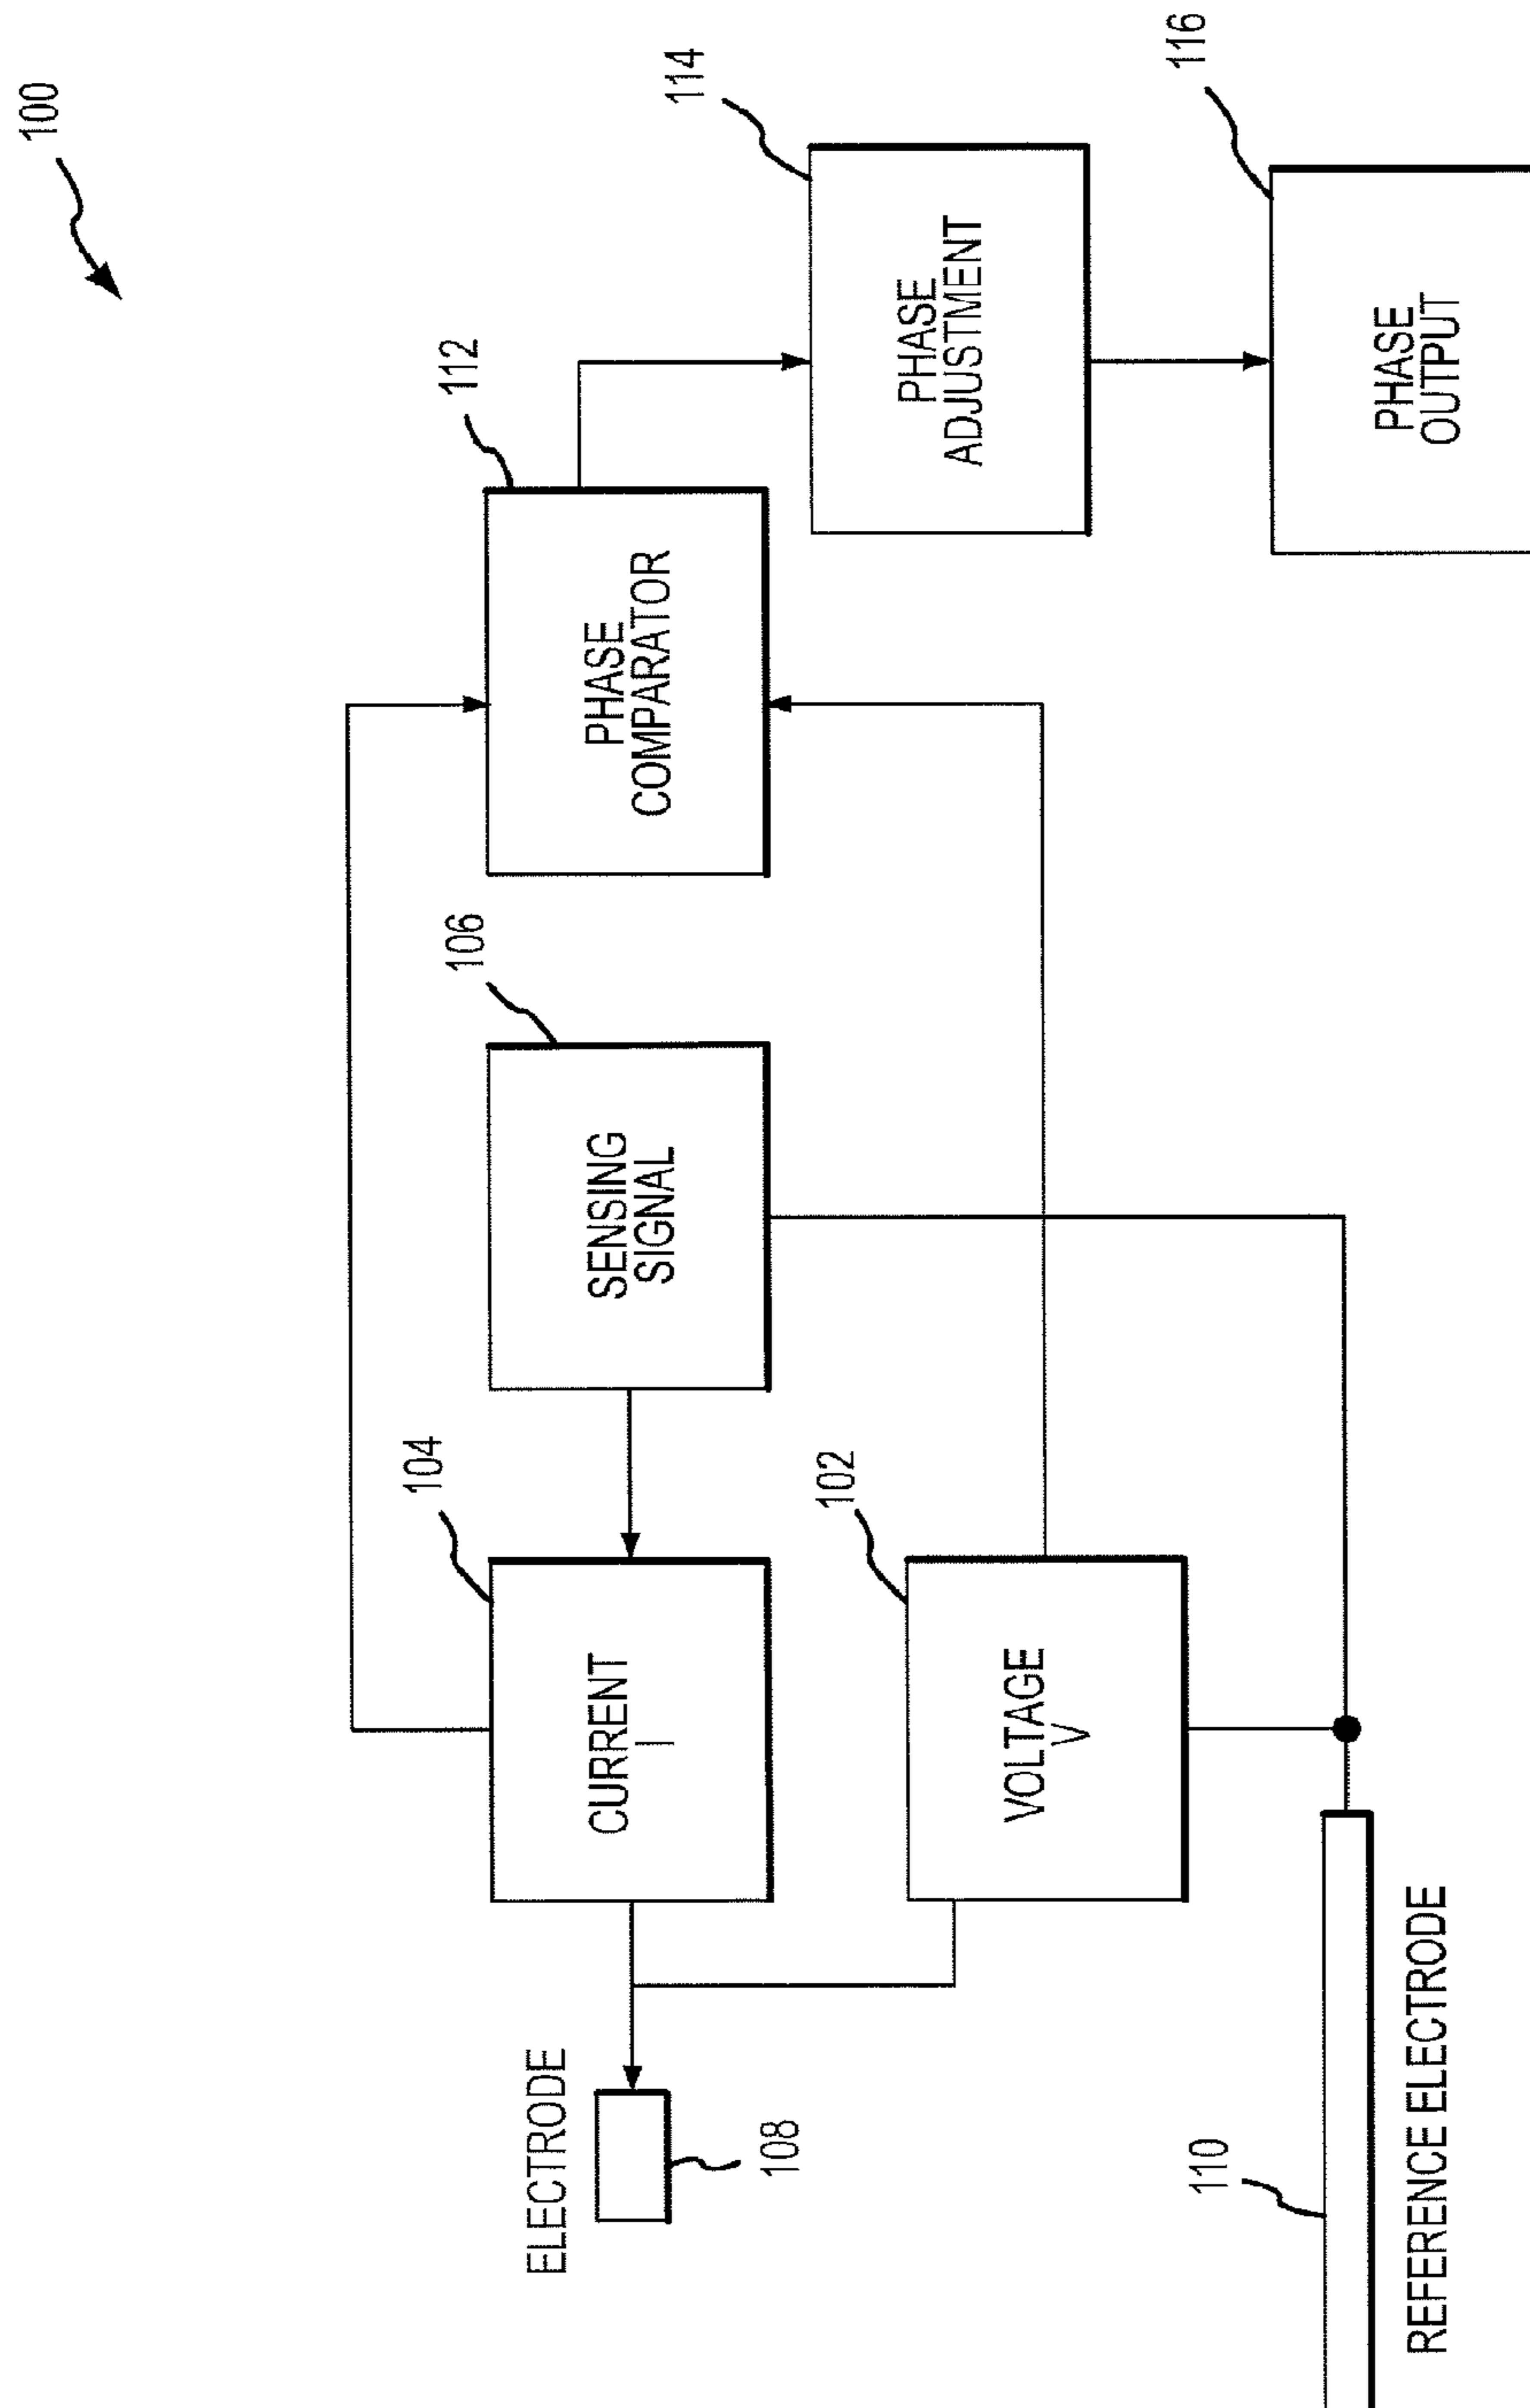 100
104
CURRENT
I
106
SENSING
SIGNAL
112
PHASE
COMPARATOR
114
PHASE
ADJUSTMENT
116
PHASE
OUTPUT
ELECTRODE
108
102
VOLTAGE
V
110
REFERENCE ELECTRODE